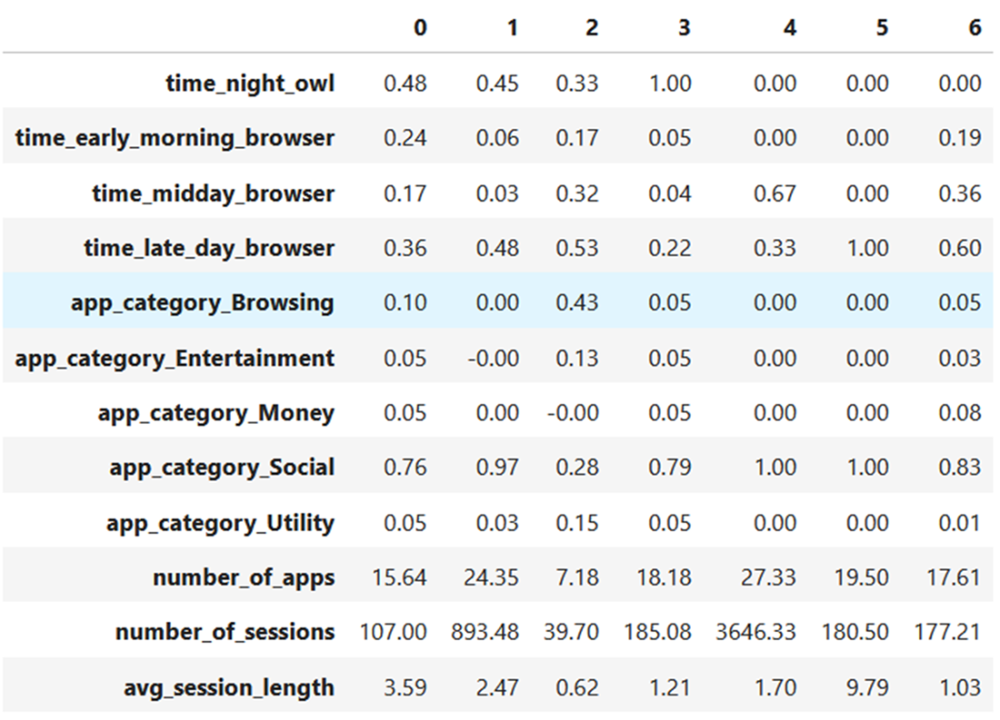 0 1 2 3 4 5 6
time_night_owl 0.48 0.45 0.33 1.00 0.00 0.00 0.00
time_early_morning_browser 0.24 0.06 0.17 0.05 0.00 0.00 0.19
time_midday_browser 0.17 0.03 0.32 0.04 0.67 0.00 0.36
time_late_day_browser 0.36 0.48 0.53 0.22 0.33 1.00 0.60
app_category_Browsing 0.10 0.00 0.43 0.05 0.00 0.00 0.05
app_category_Entertainment 0.05 -0.00 0.13 0.05 0.00 0.00 0.03
app_category_Money 0.05 0.00 -0.00 0.05 0.00 0.00 0.08
app_category_Social 0.76 0.97 0.28 0.79 1.00 1.00 0.83
app_category_Utility 0.05 0.03 0.15 0.05 0.00 0.00 0.01
number_of_apps 15.64 24.35 7.18 18.18 27.33 19.50 17.61
number_of_sessions 107.00 893.48 39.70 185.08 3646.33 180.50 177.21
avg_session_length 3.59 2.47 0.62 1.21 1.70 9.79 1.03